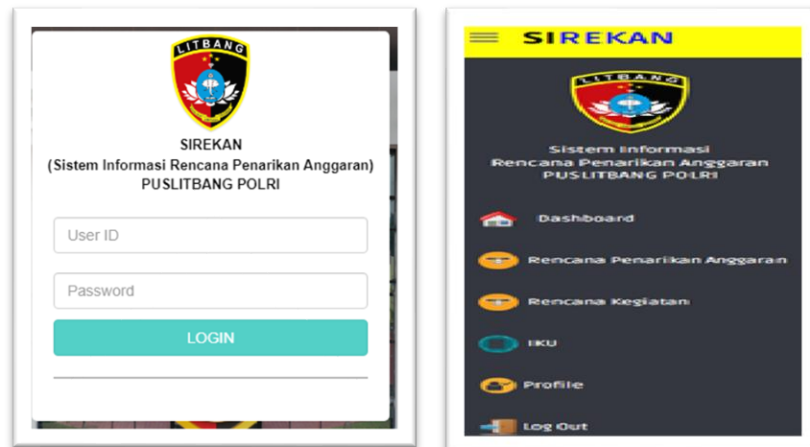 LITBANG
SIREKAN
(Sistem Informasi Rencana Penarikan Anggaran)
PUSLITBANG POLRI
User ID
Password
LOGIN
SIREKAN
LITBANG
Sistem Informasi
Rencana Penarikan Anggaran
PUSLITBANG POLRI
Dashboard
Rencana Penarikan Anggaran
Rencana Kegiatan
IKU
Profile
Log Out